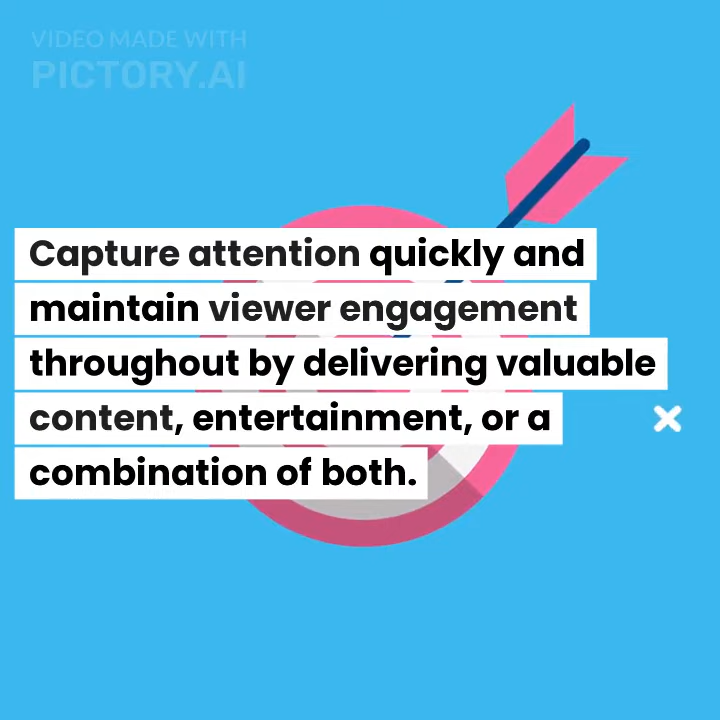 VIDEO MADE WITH
PICTORY.AI
Capture attention quickly and
maintain viewer engagement
throughout by delivering valuable
content, entertainment, or a
combination of both.